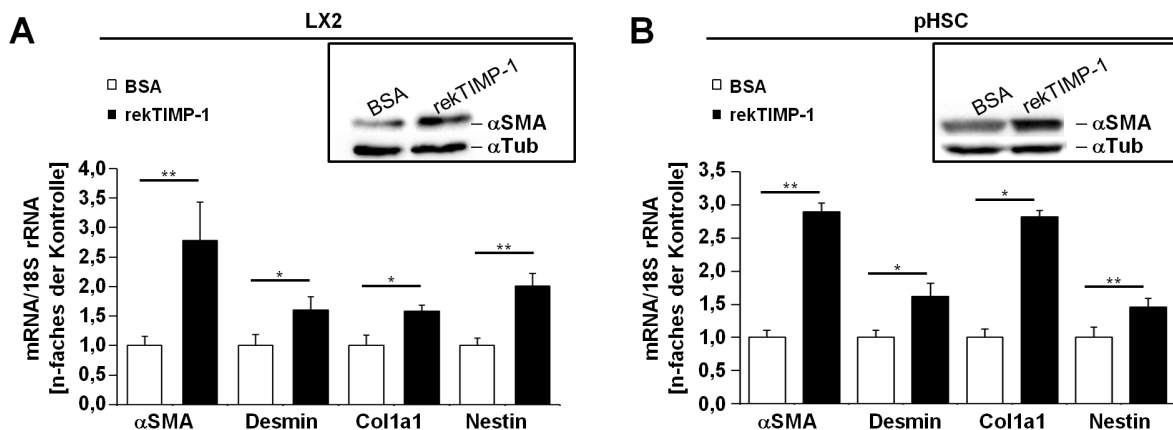 A
LX2
BSA
rekTIMP-1
BSA rekTIMP-1
– αSMA
– αTub
mRNA/18S rRNA
[n-faches der Kontrolle]
4,0
3,5
3,0
2,5
2,0
1,5
1,0
0,5
0,0
** * * **
αSMA Desmin Col1a1 Nestin
B
pHSC
BSA
rekTIMP-1
BSA rekTIMP-1
– αSMA
– αTub
mRNA/18S rRNA
[n-faches der Kontrolle]
3,5
3,0
2,5
2,0
1,5
1,0
0,5
0,0
** * * **
αSMA Desmin Col1a1 Nestin